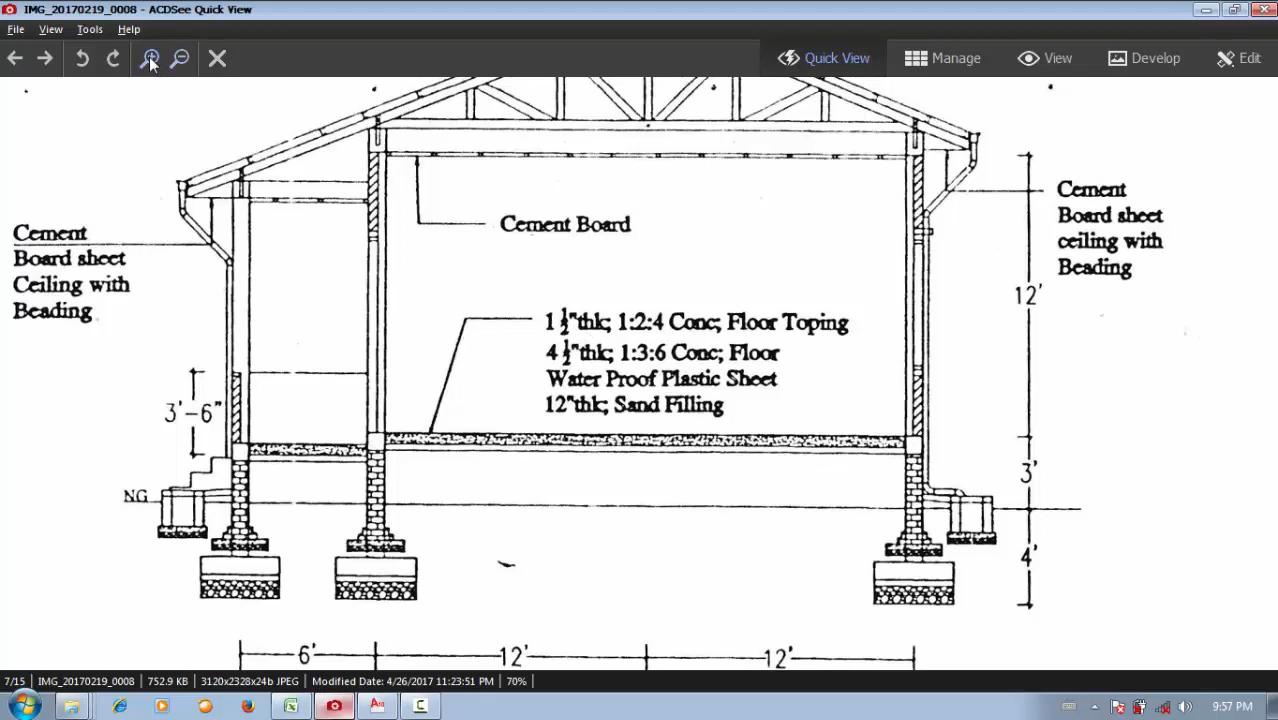 IMG_20170219_0008 - ACDSee Quick View
File View Tools Help
Quick View Manage View Develop Edit
Cement
Board sheet
Ceiling with
Beading
Cement Board
Cement
Board sheet
ceiling with
Beading
12'
1 ½"thk; 1:2:4 Conc; Floor Toping
4 ½"thk; 1:3:6 Conc; Floor
Water Proof Plastic Sheet
12"thk; Sand Filling
3'-6"
3'
NG
4'
6' 12' 12'
7/15 IMG_20170219_0008 752.9 KB 3120x2328x24b JPEG Modified Date: 4/26/2017 11:23:51 PM 70%
9:57 PM